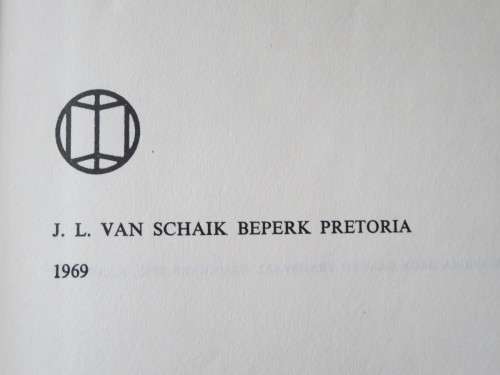 J. L. VAN SCHAIK BEPERK PRETORIA
1969